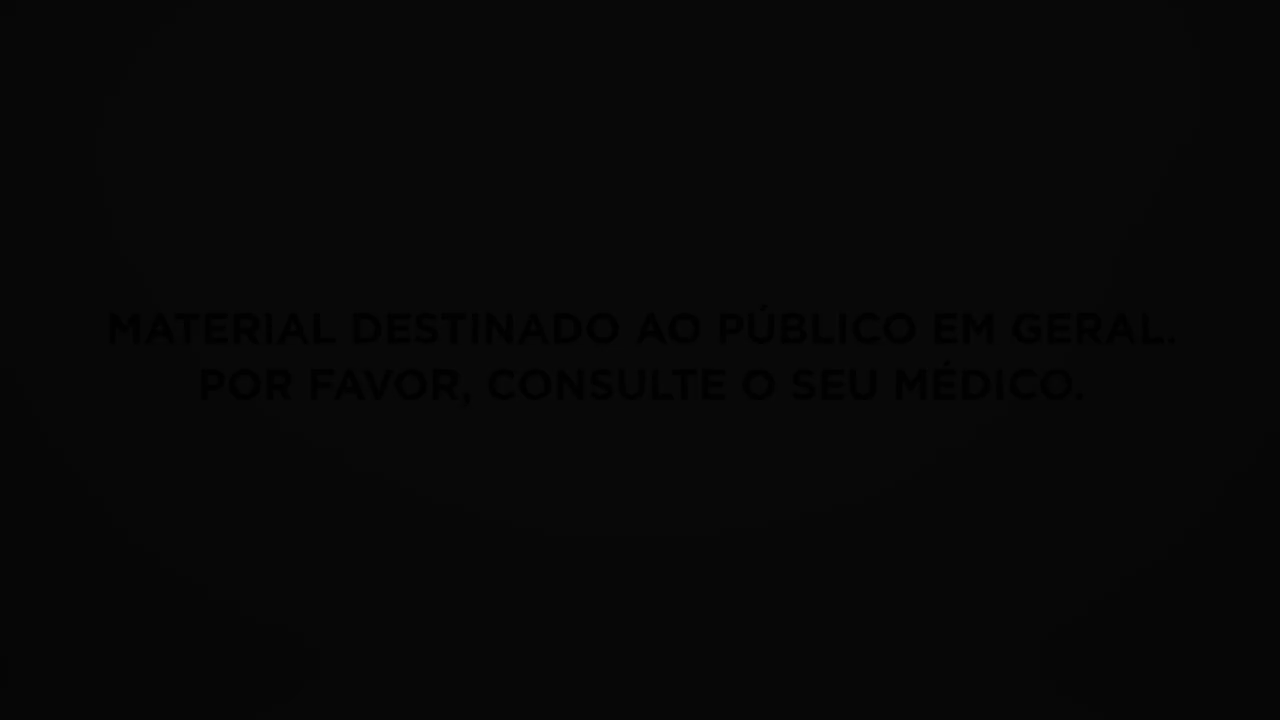 MATERIAL DESTINADO AO PÚBLICO EM GERAL.
POR FAVOR, CONSULTE O SEU MÉDICO.